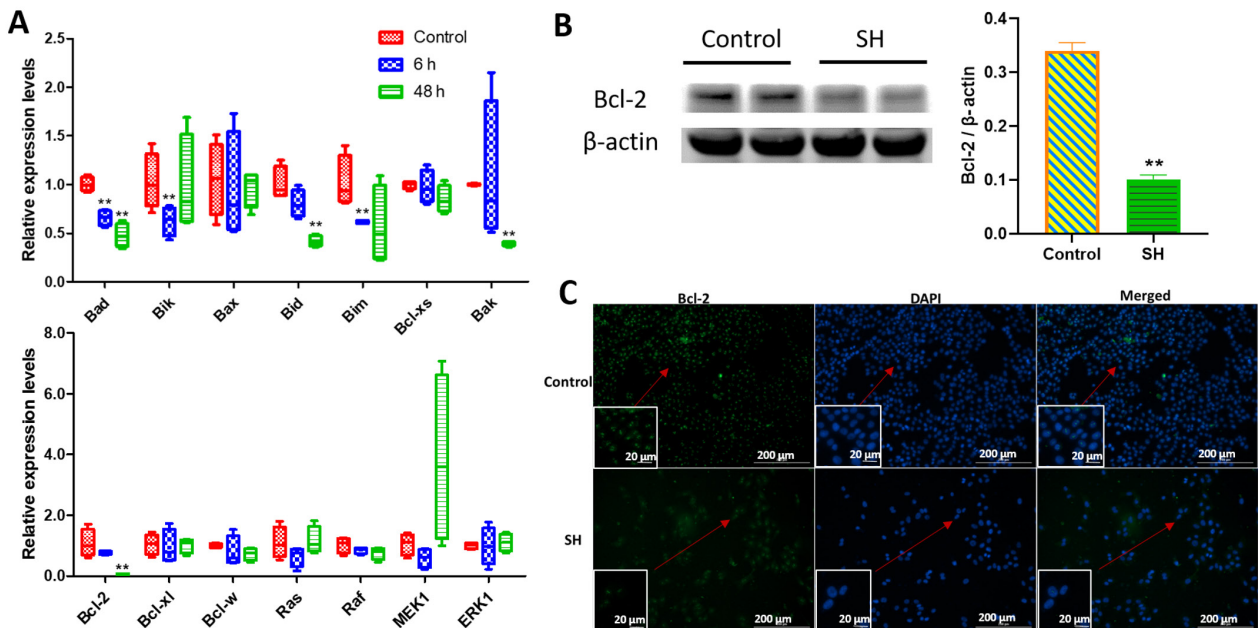 A
Relative expression levels
2.5
2.0
1.5
1.0
0.5
0.0
Control
6 h
48 h
**
**
**
**
**
**
Bad
Bik
Bax
Bid
Bim
Bcl-xs
Bak
Relative expression levels
8.0
6.0
4.0
2.0
0.0
**
Bcl-2
Bcl-xl
Bcl-w
Ras
Raf
MEK1
ERK1
B
Control SH
Bcl-2
β-actin
Bcl-2 / β- actin
0.4
0.3
0.2
0.1
0.0
**
Control SH
C
Bcl-2 DAPI Merged
Control
20 µm 200 µm 20 µm 200 µm 20 µm 200 µm
SH
20 µm 200 µm 20 µm 200 µm 20 µm 200 µm